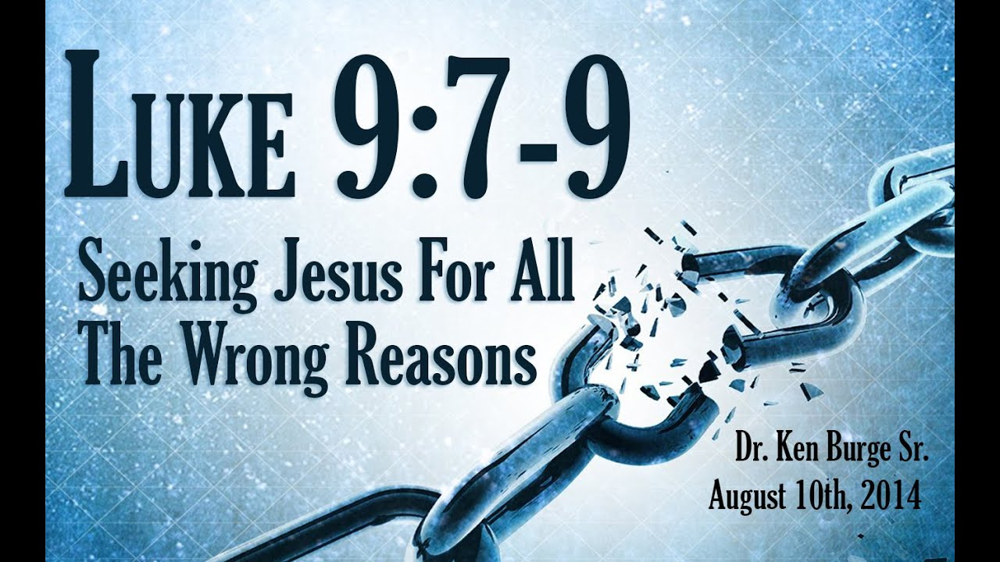 Luke 9:7-9
Seeking Jesus For All
The Wrong Reasons
Dr. Ken Burge Sr.
August 10th, 2014